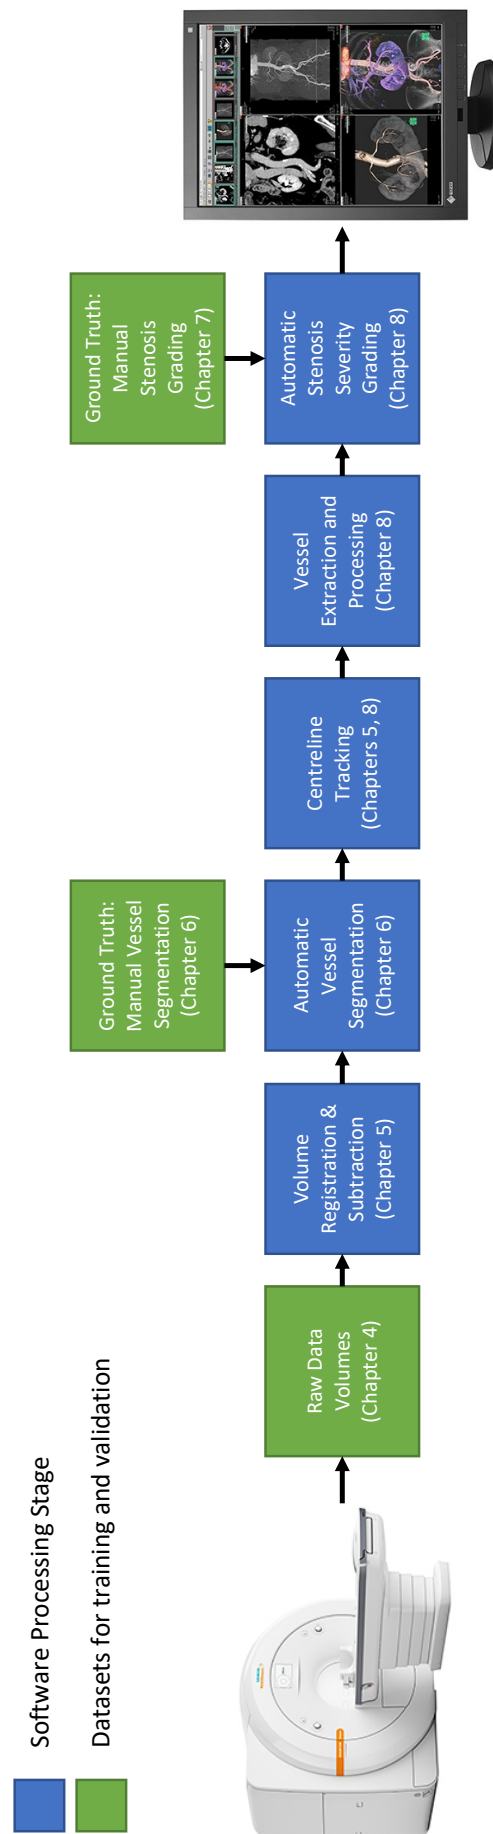 Software Processing Stage
Datasets for training and validation
Raw Data
Volumes
(Chapter 4)
Volume
Registration &
Subtraction
(Chapter 5)
Ground Truth:
Manual Vessel
Segmentation
(Chapter 6)
Automatic
Vessel
Segmentation
(Chapter 6)
Centreline
Tracking
(Chapters 5, 8)
Vessel
Extraction and
Processing
(Chapter 8)
Ground Truth:
Manual
Stenosis
Grading
(Chapter 7)
Automatic
Stenosis
Severity
Grading
(Chapter 8)